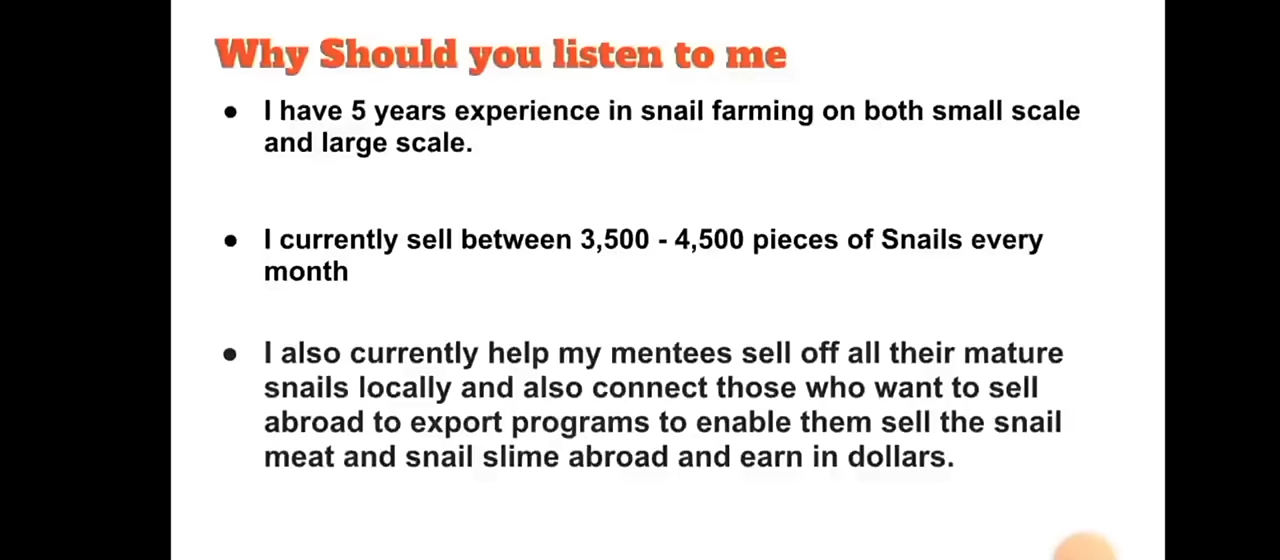 Why Should you listen to me
● I have 5 years experience in snail farming on both small scale
and large scale.
● I currently sell between 3,500 - 4,500 pieces of Snails every
month
● I also currently help my mentees sell off all their mature
snails locally and also connect those who want to sell
abroad to export programs to enable them sell the snail
meat and snail slime abroad and earn in dollars.